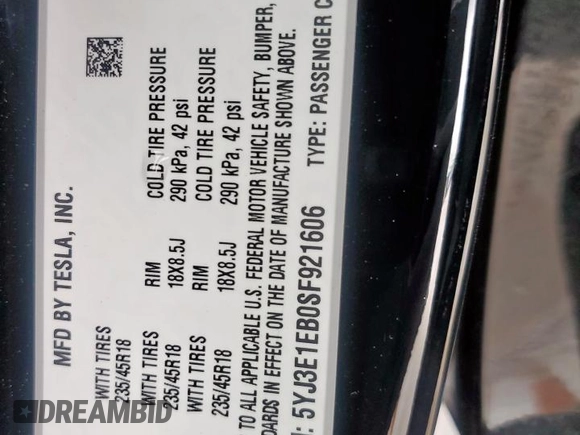 MFD BY TESLA, INC.
WITH TIRES RIM COLD TIRE PRESSURE
235/45R18 18X8.5J 290 kPa, 42 psi
WITH TIRES RIM COLD TIRE PRESSURE
235/45R18 18X8.5J 290 kPa, 42 psi
TO ALL APPLICABLE U.S. FEDERAL MOTOR VEHICLE SAFETY, BUMPER,
DARDS IN EFFECT ON THE DATE OF MANUFACTURE SHOWN ABOVE.
: 5YJ3E1EB0SF921606 TYPE: PASSENGER C
DREAMBID